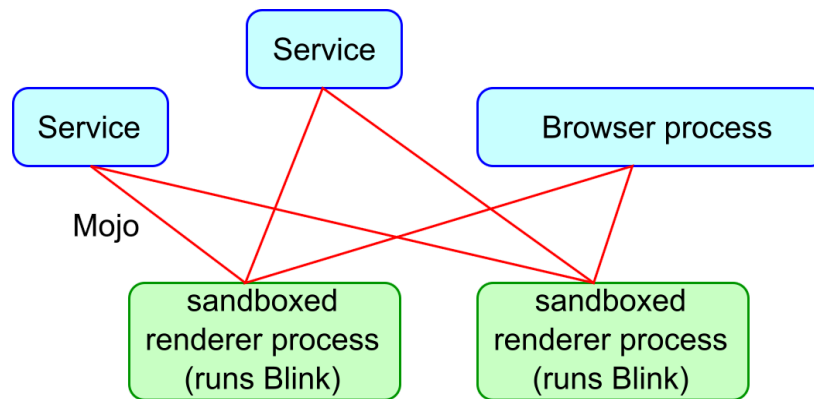 Service
Service
Browser process
Mojo
sandboxed
renderer process
(runs Blink)
sandboxed
renderer process
(runs Blink)